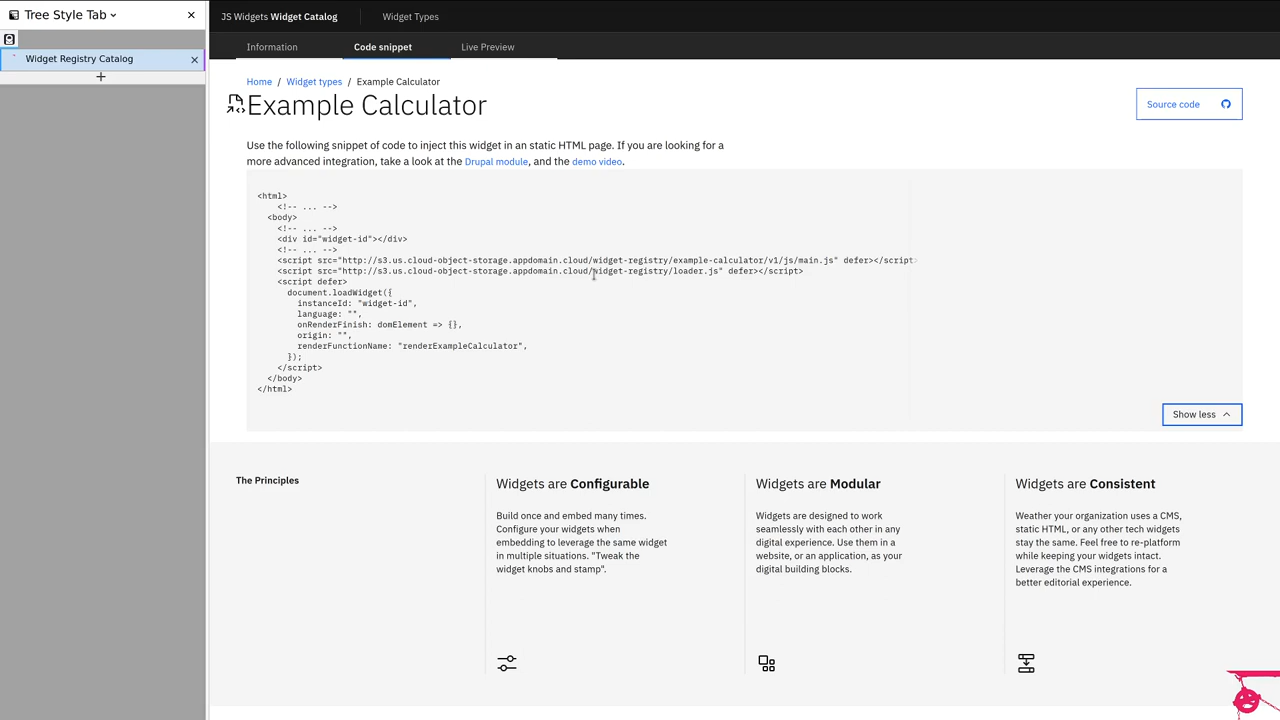 Tree Style Tab
Widget Registry Catalog
JS Widgets Widget Catalog
Widget Types
Information
Code snippet
Live Preview
Home / Widget types / Example Calculator
Example Calculator
Source code
Use the following snippet of code to inject this widget in an static HTML page. If you are looking for a
more advanced integration, take a look at the Drupal module, and the demo video.
<html>
    <!-- ... -->
  <body>
    <!-- ... -->
    <div id="widget-id"></div>
    <!-- ... -->
    <script src="http://s3.us.cloud-object-storage.appdomain.cloud/widget-registry/example-calculator/v1/js/main.js" defer></script>
    <script src="http://s3.us.cloud-object-storage.appdomain.cloud/widget-registry/loader.js" defer></script>
    <script defer>
      document.loadWidget({
        instanceId: "widget-id",
        language: "",
        onRenderFinish: domElement => {},
        origin: "",
        renderFunctionName: "renderExampleCalculator",
      });
    </script>
  </body>
</html>
Show less
The Principles
Widgets are Configurable
Build once and embed many times.
Configure your widgets when
embedding to leverage the same widget
in multiple situations. "Tweak the
widget knobs and stamp".
Widgets are Modular
Widgets are designed to work
seamlessly with each other in any
digital experience. Use them in a
website, or an application, as your
digital building blocks.
Widgets are Consistent
Weather your organization uses a CMS,
static HTML, or any other tech widgets
stay the same. Feel free to re-platform
while keeping your widgets intact.
Leverage the CMS integrations for a
better editorial experience.